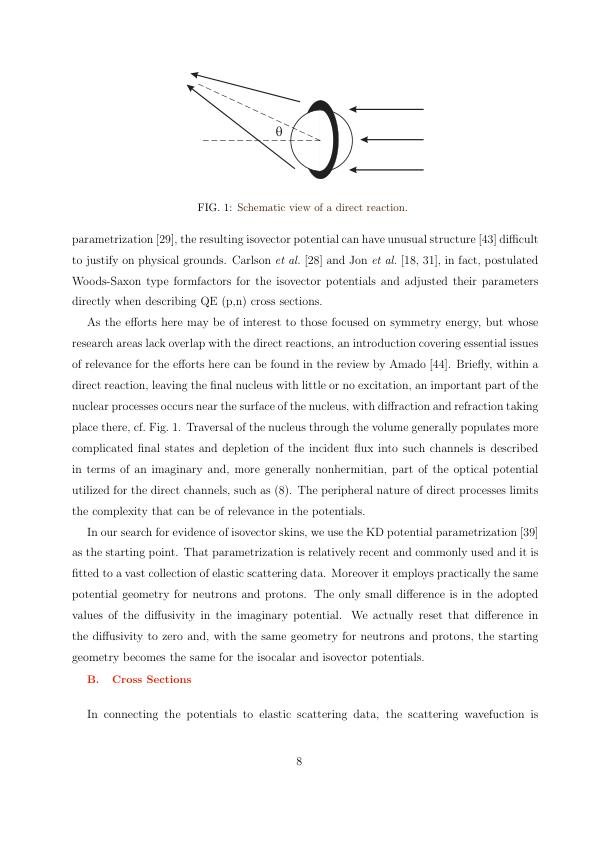 θ
FIG. 1: Schematic view of a direct reaction.
parametrization [29], the resulting isovector potential can have unusual structure [43] difficult
to justify on physical grounds. Carlson et al. [28] and Jon et al. [18, 31], in fact, postulated
Woods-Saxon type formfactors for the isovector potentials and adjusted their parameters
directly when describing QE (p,n) cross sections.
As the efforts here may be of interest to those focused on symmetry energy, but whose
research areas lack overlap with the direct reactions, an introduction covering essential issues
of relevance for the efforts here can be found in the review by Amado [44]. Briefly, within a
direct reaction, leaving the final nucleus with little or no excitation, an important part of the
nuclear processes occurs near the surface of the nucleus, with diffraction and refraction taking
place there, cf. Fig. 1. Traversal of the nucleus through the volume generally populates more
complicated final states and depletion of the incident flux into such channels is described
in terms of an imaginary and, more generally nonhermitian, part of the optical potential
utilized for the direct channels, such as (8). The peripheral nature of direct processes limits
the complexity that can be of relevance in the potentials.
In our search for evidence of isovector skins, we use the KD potential parametrization [39]
as the starting point. That parametrization is relatively recent and commonly used and it is
fitted to a vast collection of elastic scattering data. Moreover it employs practically the same
potential geometry for neutrons and protons. The only small difference is in the adopted
values of the diffusivity in the imaginary potential. We actually reset that difference in
the diffusivity to zero and, with the same geometry for neutrons and protons, the starting
geometry becomes the same for the isocalar and isovector potentials.
B. Cross Sections
In connecting the potentials to elastic scattering data, the scattering wavefuction is
8